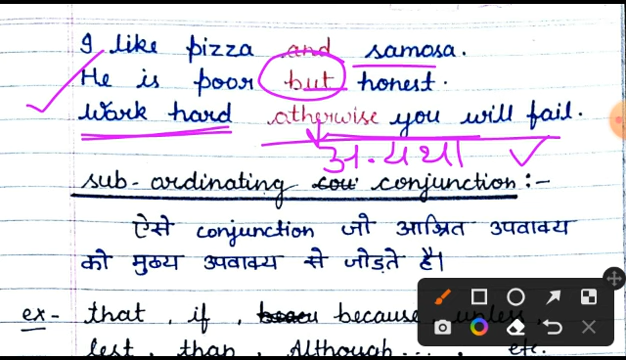 I like pizza and samosa.
He is poor but honest.
Work hard otherwise you will fail.
अन्यथा
sub-ordinating conjunction :-
ऐसे conjunction जो आश्रित उपवाक्य
को मुख्य उपवाक्य से जोड़ते है।
ex- that, if, because, unless
lest, than, Although...., etc.